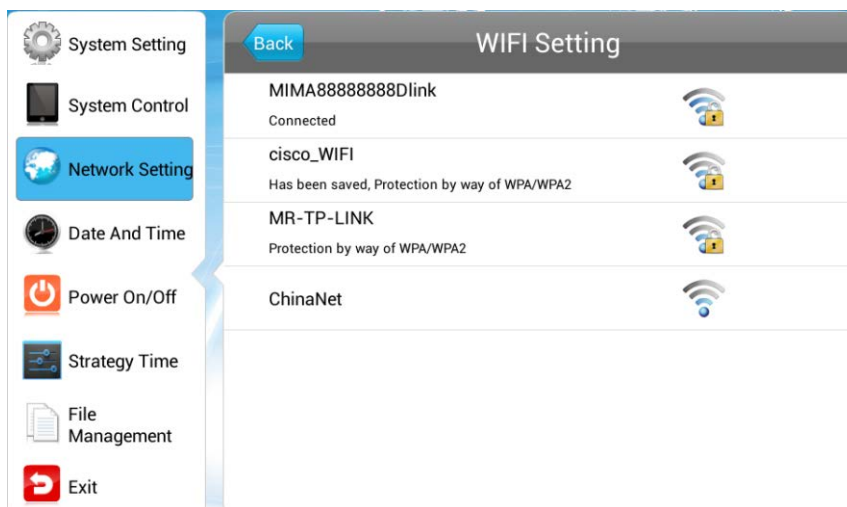 System Setting
System Control
Network Setting
Date And Time
Power On/Off
Strategy Time
File
Management
Exit
Back
WIFI Setting
MIMA88888888Dlink
Connected
cisco_WIFI
Has been saved, Protection by way of WPA/WPA2
MR-TP-LINK
Protection by way of WPA/WPA2
ChinaNet